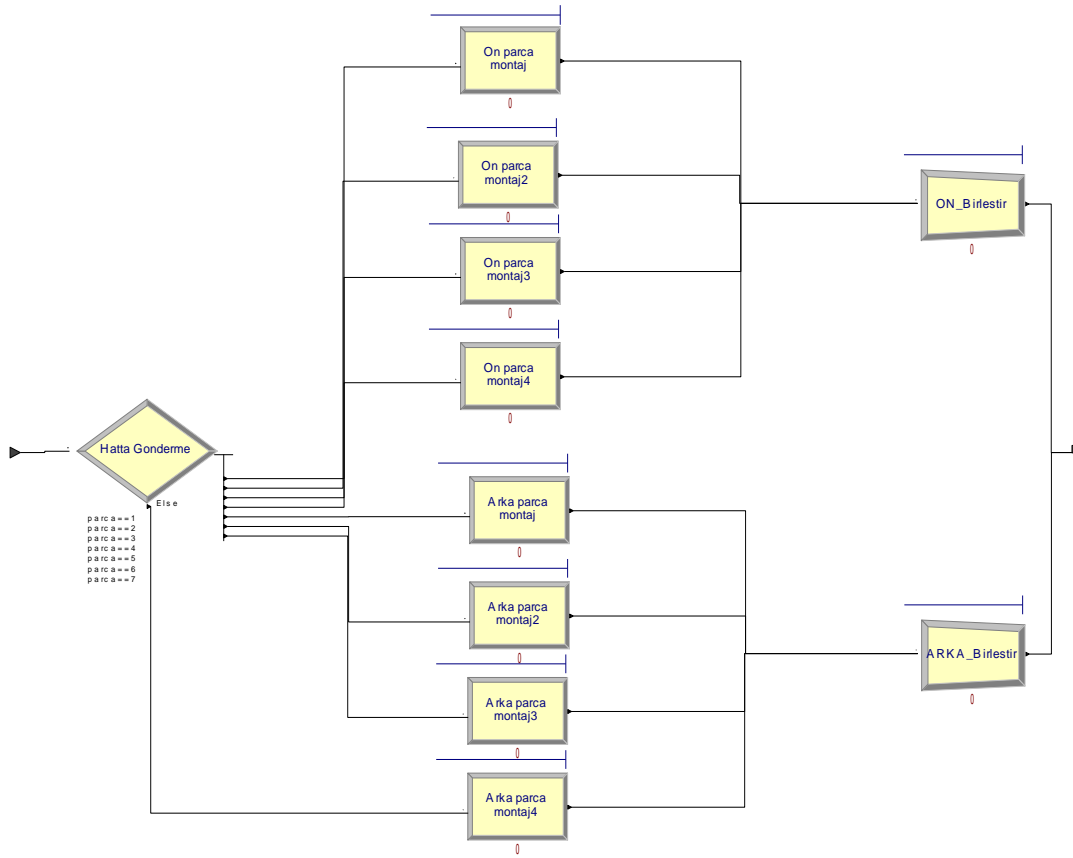 On parca
montaj
0
On parca
montaj2
0
On parca
montaj3
0
On parca
montaj4
0
ON_Birlestir
0
Hatta Gonderme
Else
parca==1
parca==2
parca==3
parca==4
parca==5
parca==6
parca==7
Arka parca
montaj
0
Arka parca
montaj2
0
Arka parca
montaj3
0
Arka parca
montaj4
0
ARKA_Birlestir
0